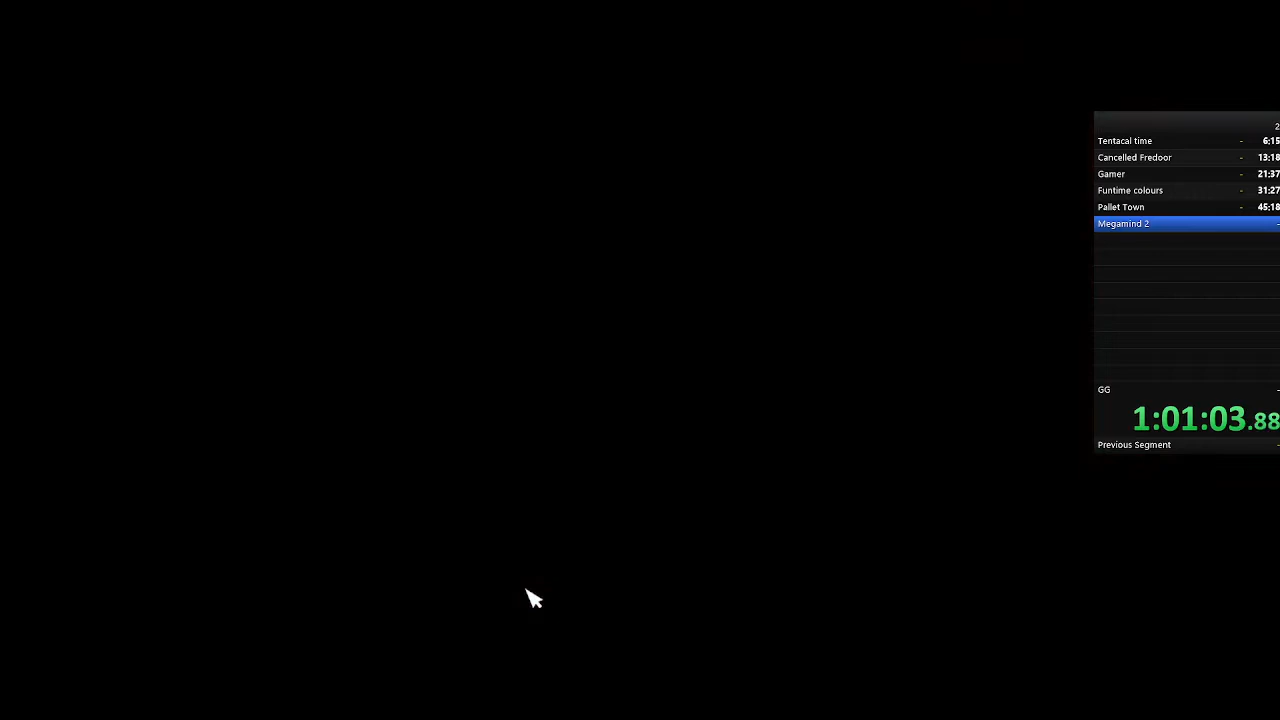 2
Tentacal time - 6:15
Cancelled Fredoor - 13:18
Gamer - 21:37
Funtime colours - 31:27
Pallet Town - 45:18
Megamind 2 -
GG -
1:01:03.88
Previous Segment -